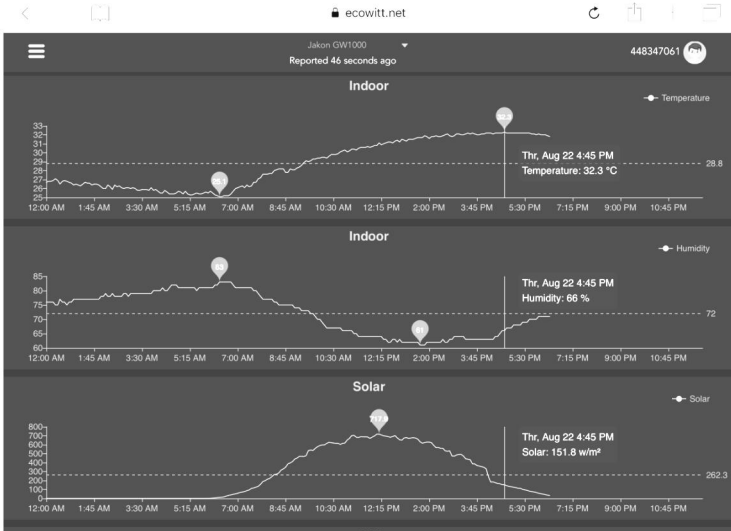 ecowitt.net
Jakon GW1000
Reported 46 seconds ago
448347061
Indoor
Temperature
33
32
31
30
29
28
27
26
25
32.3
25.1
28.8
Thr, Aug 22 4:45 PM
Temperature: 32.3 °C
12:00 AM 1:45 AM 3:30 AM 5:15 AM 7:00 AM 8:45 AM 10:30 AM 12:15 PM 2:00 PM 3:45 PM 5:30 PM 7:15 PM 9:00 PM 10:45 PM
Indoor
Humidity
85
80
75
70
65
60
83
61
72
Thr, Aug 22 4:45 PM
Humidity: 66 %
12:00 AM 1:45 AM 3:30 AM 5:15 AM 7:00 AM 8:45 AM 10:30 AM 12:15 PM 2:00 PM 3:45 PM 5:30 PM 7:15 PM 9:00 PM 10:45 PM
Solar
Solar
800
700
600
500
400
300
200
100
0
262.3
Thr, Aug 22 4:45 PM
Solar: 151.8 w/m²
12:00 AM 1:45 AM 3:30 AM 5:15 AM 7:00 AM 8:45 AM 10:30 AM 12:15 PM 2:00 PM 3:45 PM 5:30 PM 7:15 PM 9:00 PM 10:45 PM